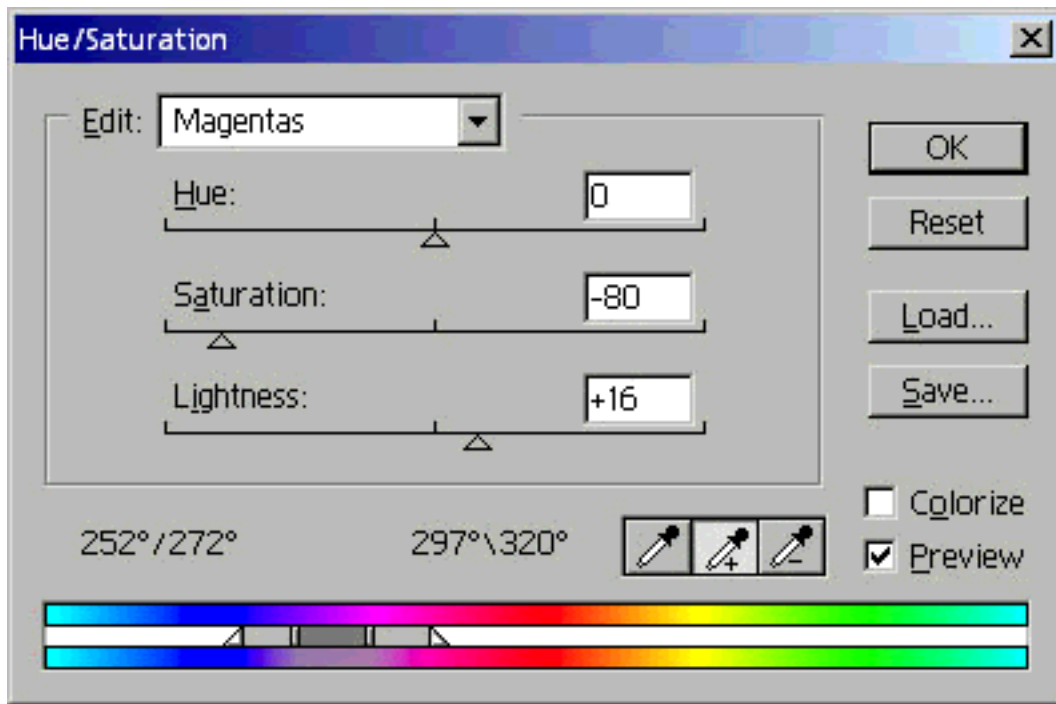 Hue/Saturation
Edit: Magentas
OK
Hue: 0
Reset
Saturation: -80
Load...
Lightness: +16
Save...
Colorize
252°/272° 297°\320°
Preview